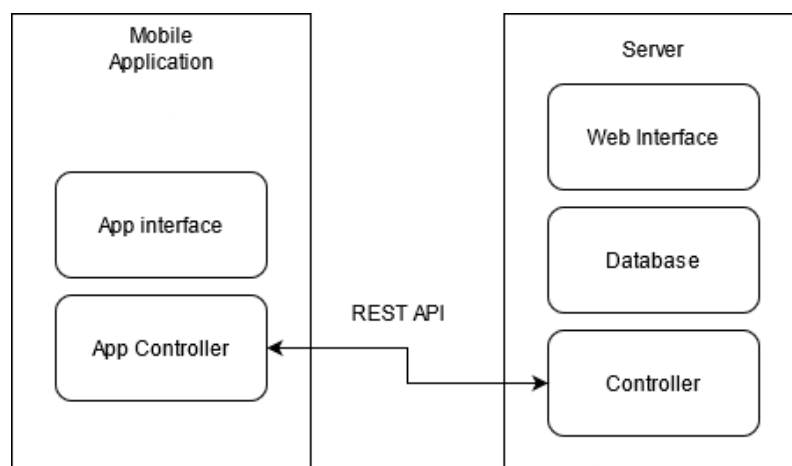 Mobile
Application
App interface
App Controller
REST API
Server
Web Interface
Database
Controller